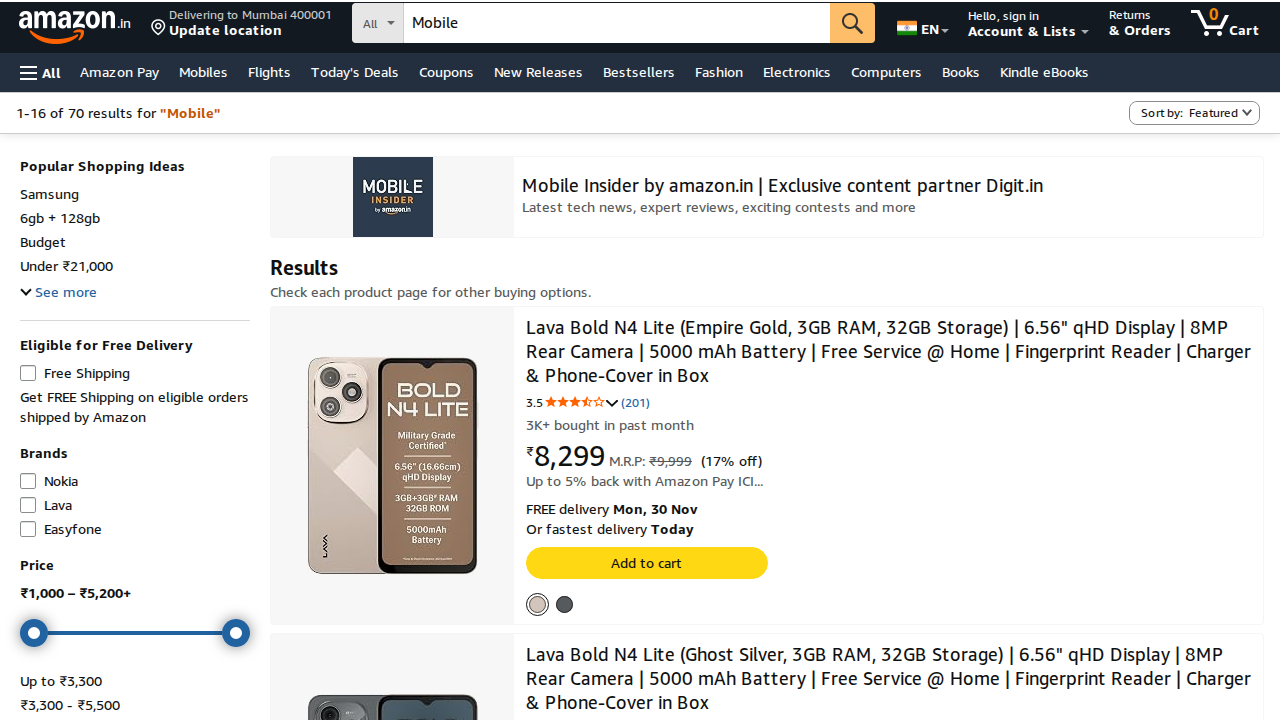 amazon.in
Delivering to Mumbai 400001
Update location
All
Mobile
EN
Hello, sign in
Account & Lists
Returns
& Orders
0
Cart
All
Amazon Pay
Mobiles
Flights
Today's Deals
Coupons
New Releases
Bestsellers
Fashion
Electronics
Computers
Books
Kindle eBooks
1-16 of 70 results for "Mobile"
Sort by: Featured
Popular Shopping Ideas
Samsung
6gb + 128gb
Budget
Under ₹21,000
See more
Eligible for Free Delivery
Free Shipping
Get FREE Shipping on eligible orders
shipped by Amazon
Brands
Nokia
Lava
Easyfone
Price
₹1,000 – ₹5,200+
Up to ₹3,300
₹3,300 - ₹5,500
MOBILE
INSIDER
by amazon.in
Mobile Insider by amazon.in | Exclusive content partner Digit.in
Latest tech news, expert reviews, exciting contests and more
Results
Check each product page for other buying options.
BOLD
N4 LITE
Military Grade
Certified*
6.56" (16.66cm)
qHD Display
3GB+3GB* RAM
32GB ROM
5000mAh
Battery
LAVA
Lava Bold N4 Lite (Empire Gold, 3GB RAM, 32GB Storage) | 6.56" qHD Display | 8MP
Rear Camera | 5000 mAh Battery | Free Service @ Home | Fingerprint Reader | Charger
& Phone-Cover in Box
3.5 (201)
3K+ bought in past month
₹8,299 M.R.P: ₹9,999 (17% off)
Up to 5% back with Amazon Pay ICI...
FREE delivery Mon, 30 Nov
Or fastest delivery Today
Add to cart
Lava Bold N4 Lite (Ghost Silver, 3GB RAM, 32GB Storage) | 6.56" qHD Display | 8MP
Rear Camera | 5000 mAh Battery | Free Service @ Home | Fingerprint Reader | Charger
& Phone-Cover in Box